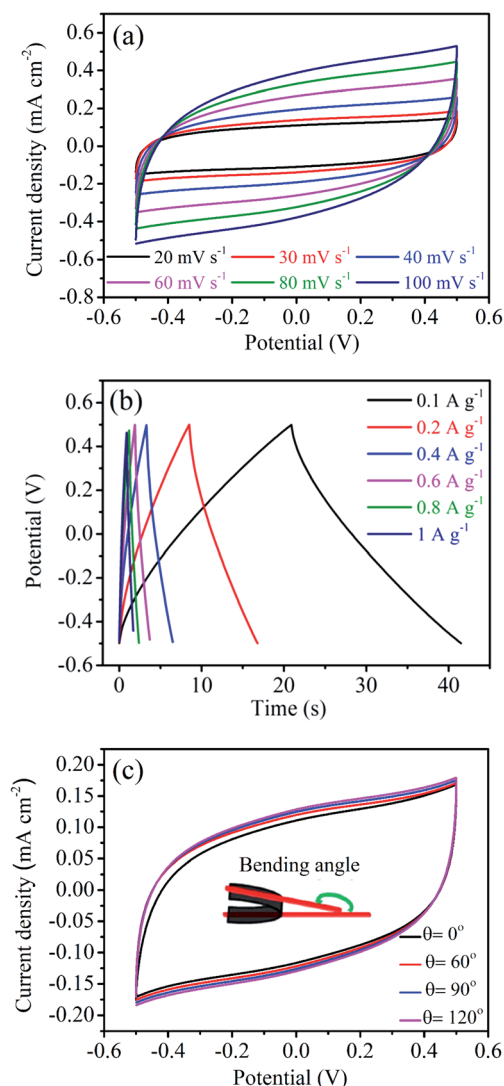 (a)
Current density (mA cm⁻²)
0.6
0.4
0.2
0.0
-0.2
-0.4
-0.6
-0.8
20 mV s⁻¹ 30 mV s⁻¹ 40 mV s⁻¹
60 mV s⁻¹ 80 mV s⁻¹ 100 mV s⁻¹
-0.6 -0.4 -0.2 0.0 0.2 0.4 0.6
Potential (V)
(b)
Potential (V)
0.6
0.4
0.2
0.0
-0.2
-0.4
-0.6
0.1 A g⁻¹
0.2 A g⁻¹
0.4 A g⁻¹
0.6 A g⁻¹
0.8 A g⁻¹
1 A g⁻¹
0 10 20 30 40
Time (s)
(c)
Current density (mA cm⁻²)
0.20
0.15
0.10
0.05
0.00
-0.05
-0.10
-0.15
-0.20
Bending angle
θ= 0°
θ= 60°
θ= 90°
θ= 120°
-0.6 -0.4 -0.2 0.0 0.2 0.4 0.6
Potential (V)